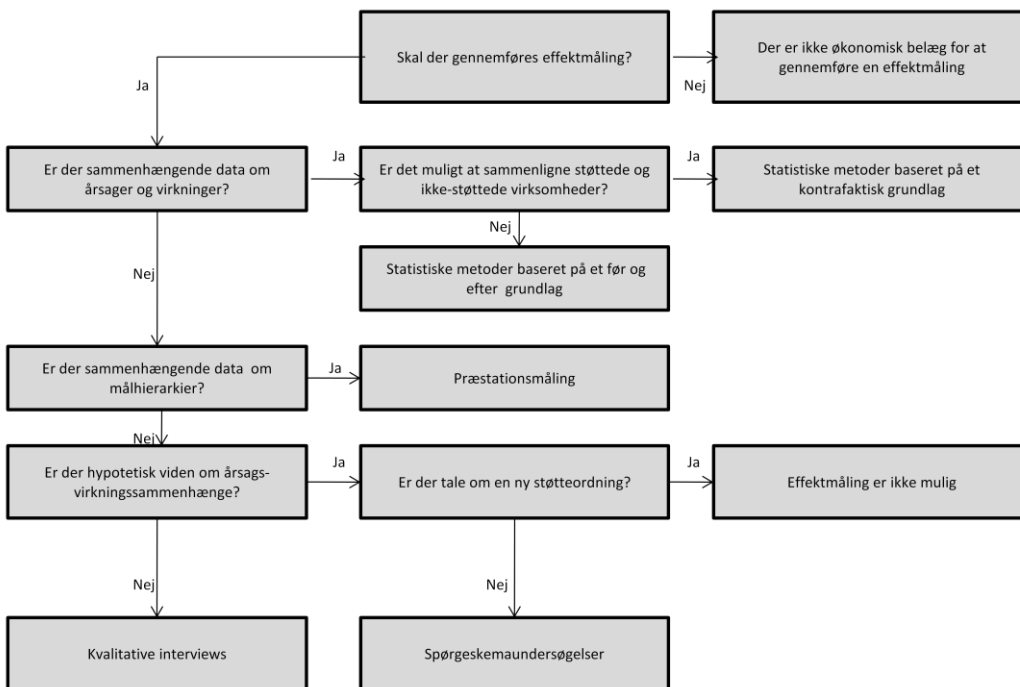 Skal der gennemføres effektmåling?
Der er ikke økonomisk belæg for at
gennemføre en effektmåling
Ja
Nej
Er der sammenhængende data om
årsager og virkninger?
Ja
Er det muligt at sammenligne støttede og
ikke-støttede virksomheder?
Ja
Statistiske metoder baseret på et
kontrafaktisk grundlag
Nej
Nej
Statistiske metoder baseret på et før og
efter grundlag
Er der sammenhængende data om
målhierarkier?
Ja
Præstationsmåling
Nej
Er der hypotetisk viden om årsags-
virkningssammenhænge?
Ja
Er der tale om en ny støtteordning?
Ja
Effektmåling er ikke mulig
Nej
Nej
Kvalitative interviews
Spørgeskemaundersøgelser